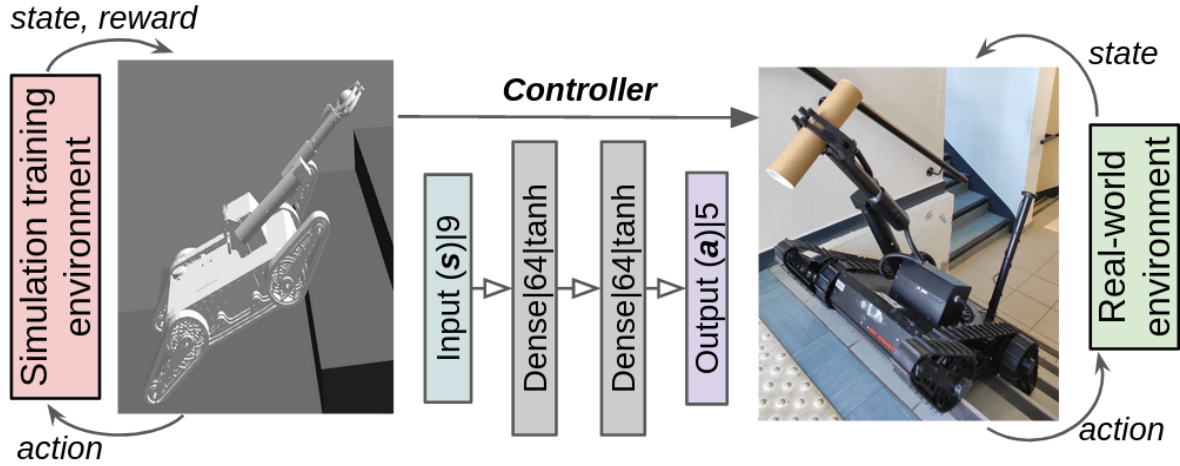 state, reward
Simulation training
environment
action
Controller
Input (s)|9
Dense|64|tanh
Dense|64|tanh
Output (a)|5
state
Real-world
environment
action